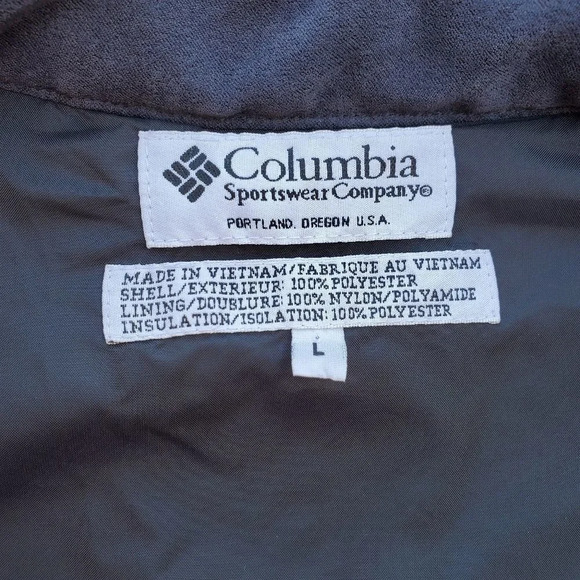 Columbia
Sportswear Company®
PORTLAND, OREGON U.S.A.
MADE IN VIETNAM/FABRIQUE AU VIETNAM
SHELL/EXTERIEUR: 100% POLYESTER
LINING/DOUBLURE: 100% NYLON/POLYAMIDE
INSULATION/ISOLATION: 100% POLYESTER
L